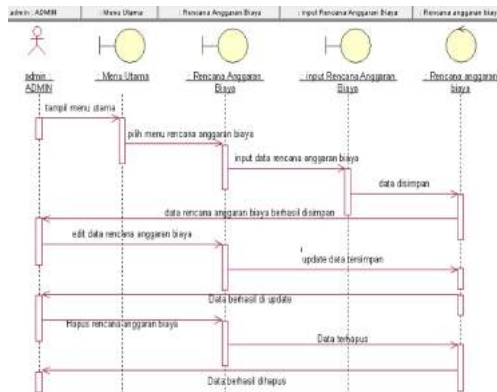 admin : ADMIN
: Menu Utama
: Rencana Anggaran Biaya
: input Rencana Anggaran Biaya
: Rencana anggaran biay
admin :
ADMIN
: Menu Utama
: Rencana Anggaran
Biaya
: input Rencana Anggaran
Biaya
: Rencana anggaran
biaya
tampil menu utama
pilih menu rencana anggaran biaya
input data rencana anggaran biaya
data disimpan
data rencana anggaran biaya berhasil disimpan
edit data rencana anggaran biaya
update data tersimpan
Data berhasil di update
Hapus rencana anggaran biaya
Data terhapus
Data berhasil dihapus